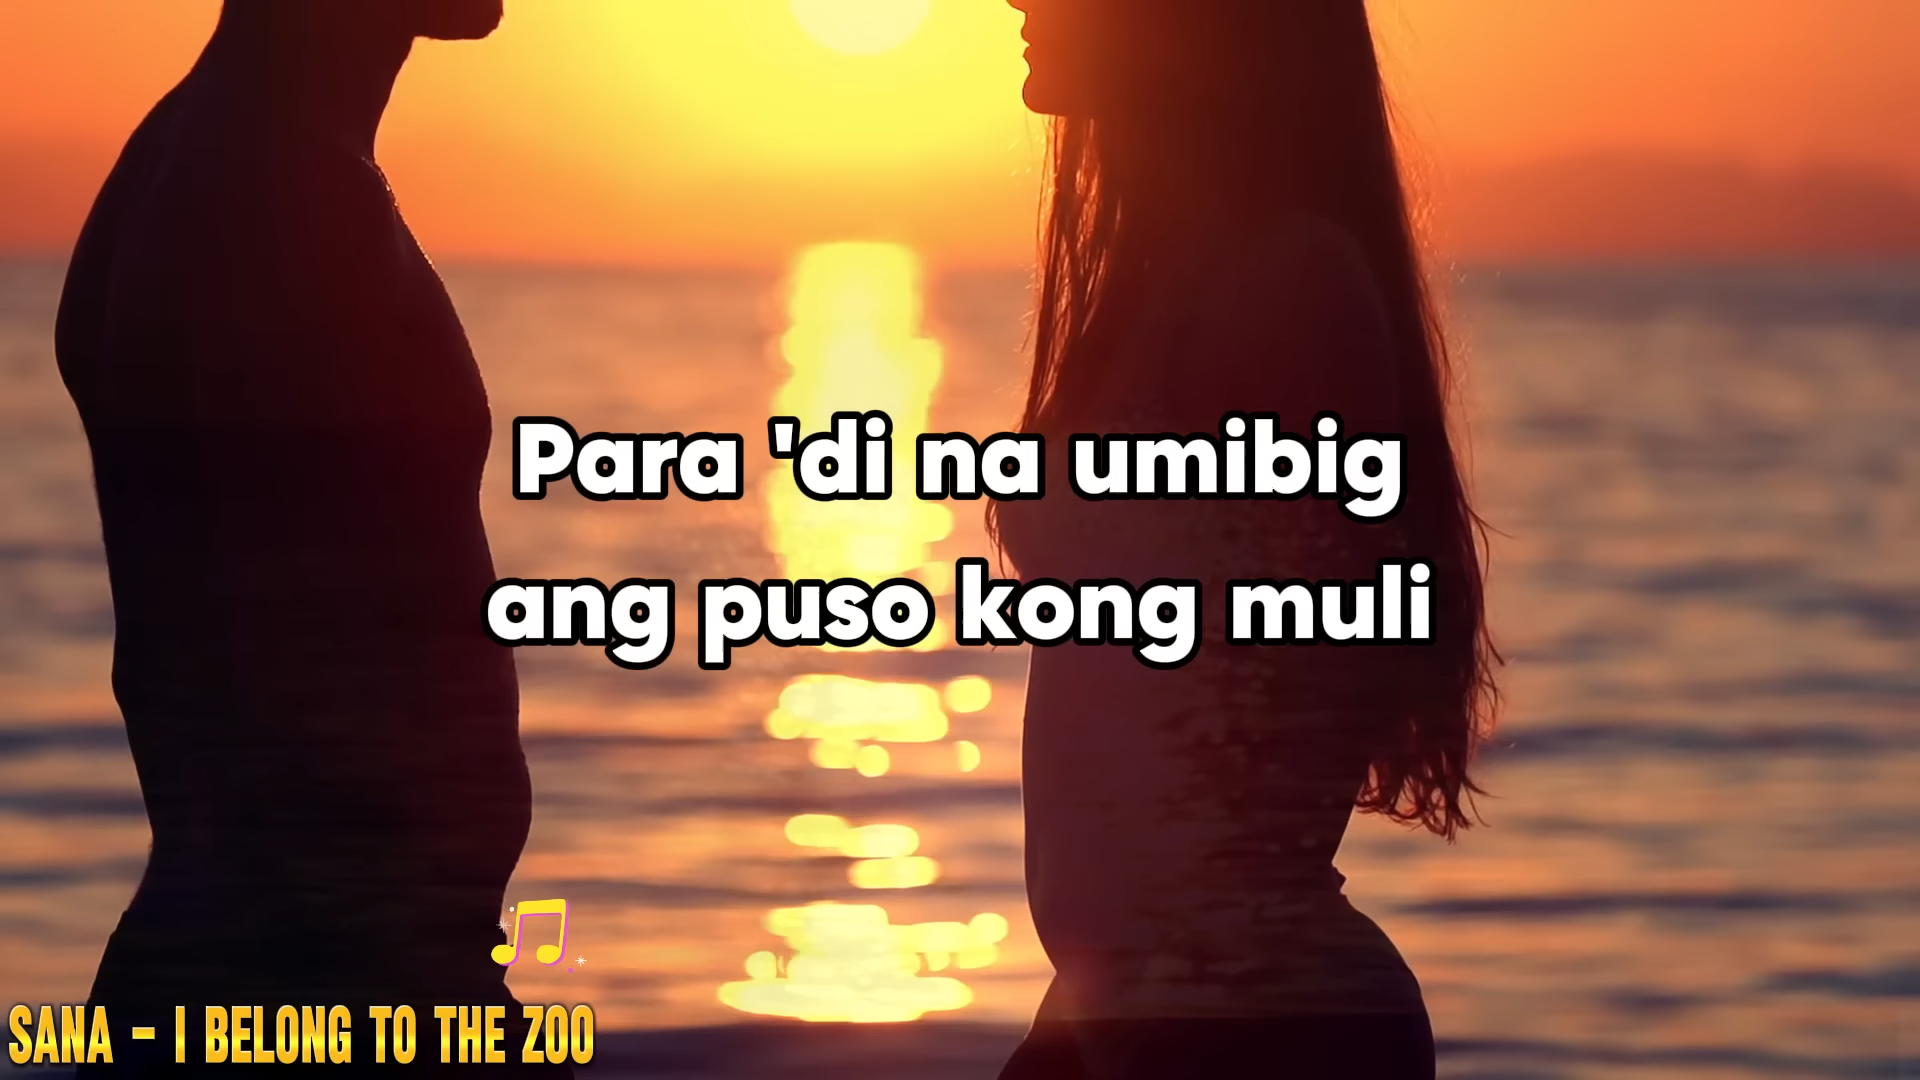 Para 'di na umibig
ang puso kong muli
SANA - I BELONG TO THE ZOO